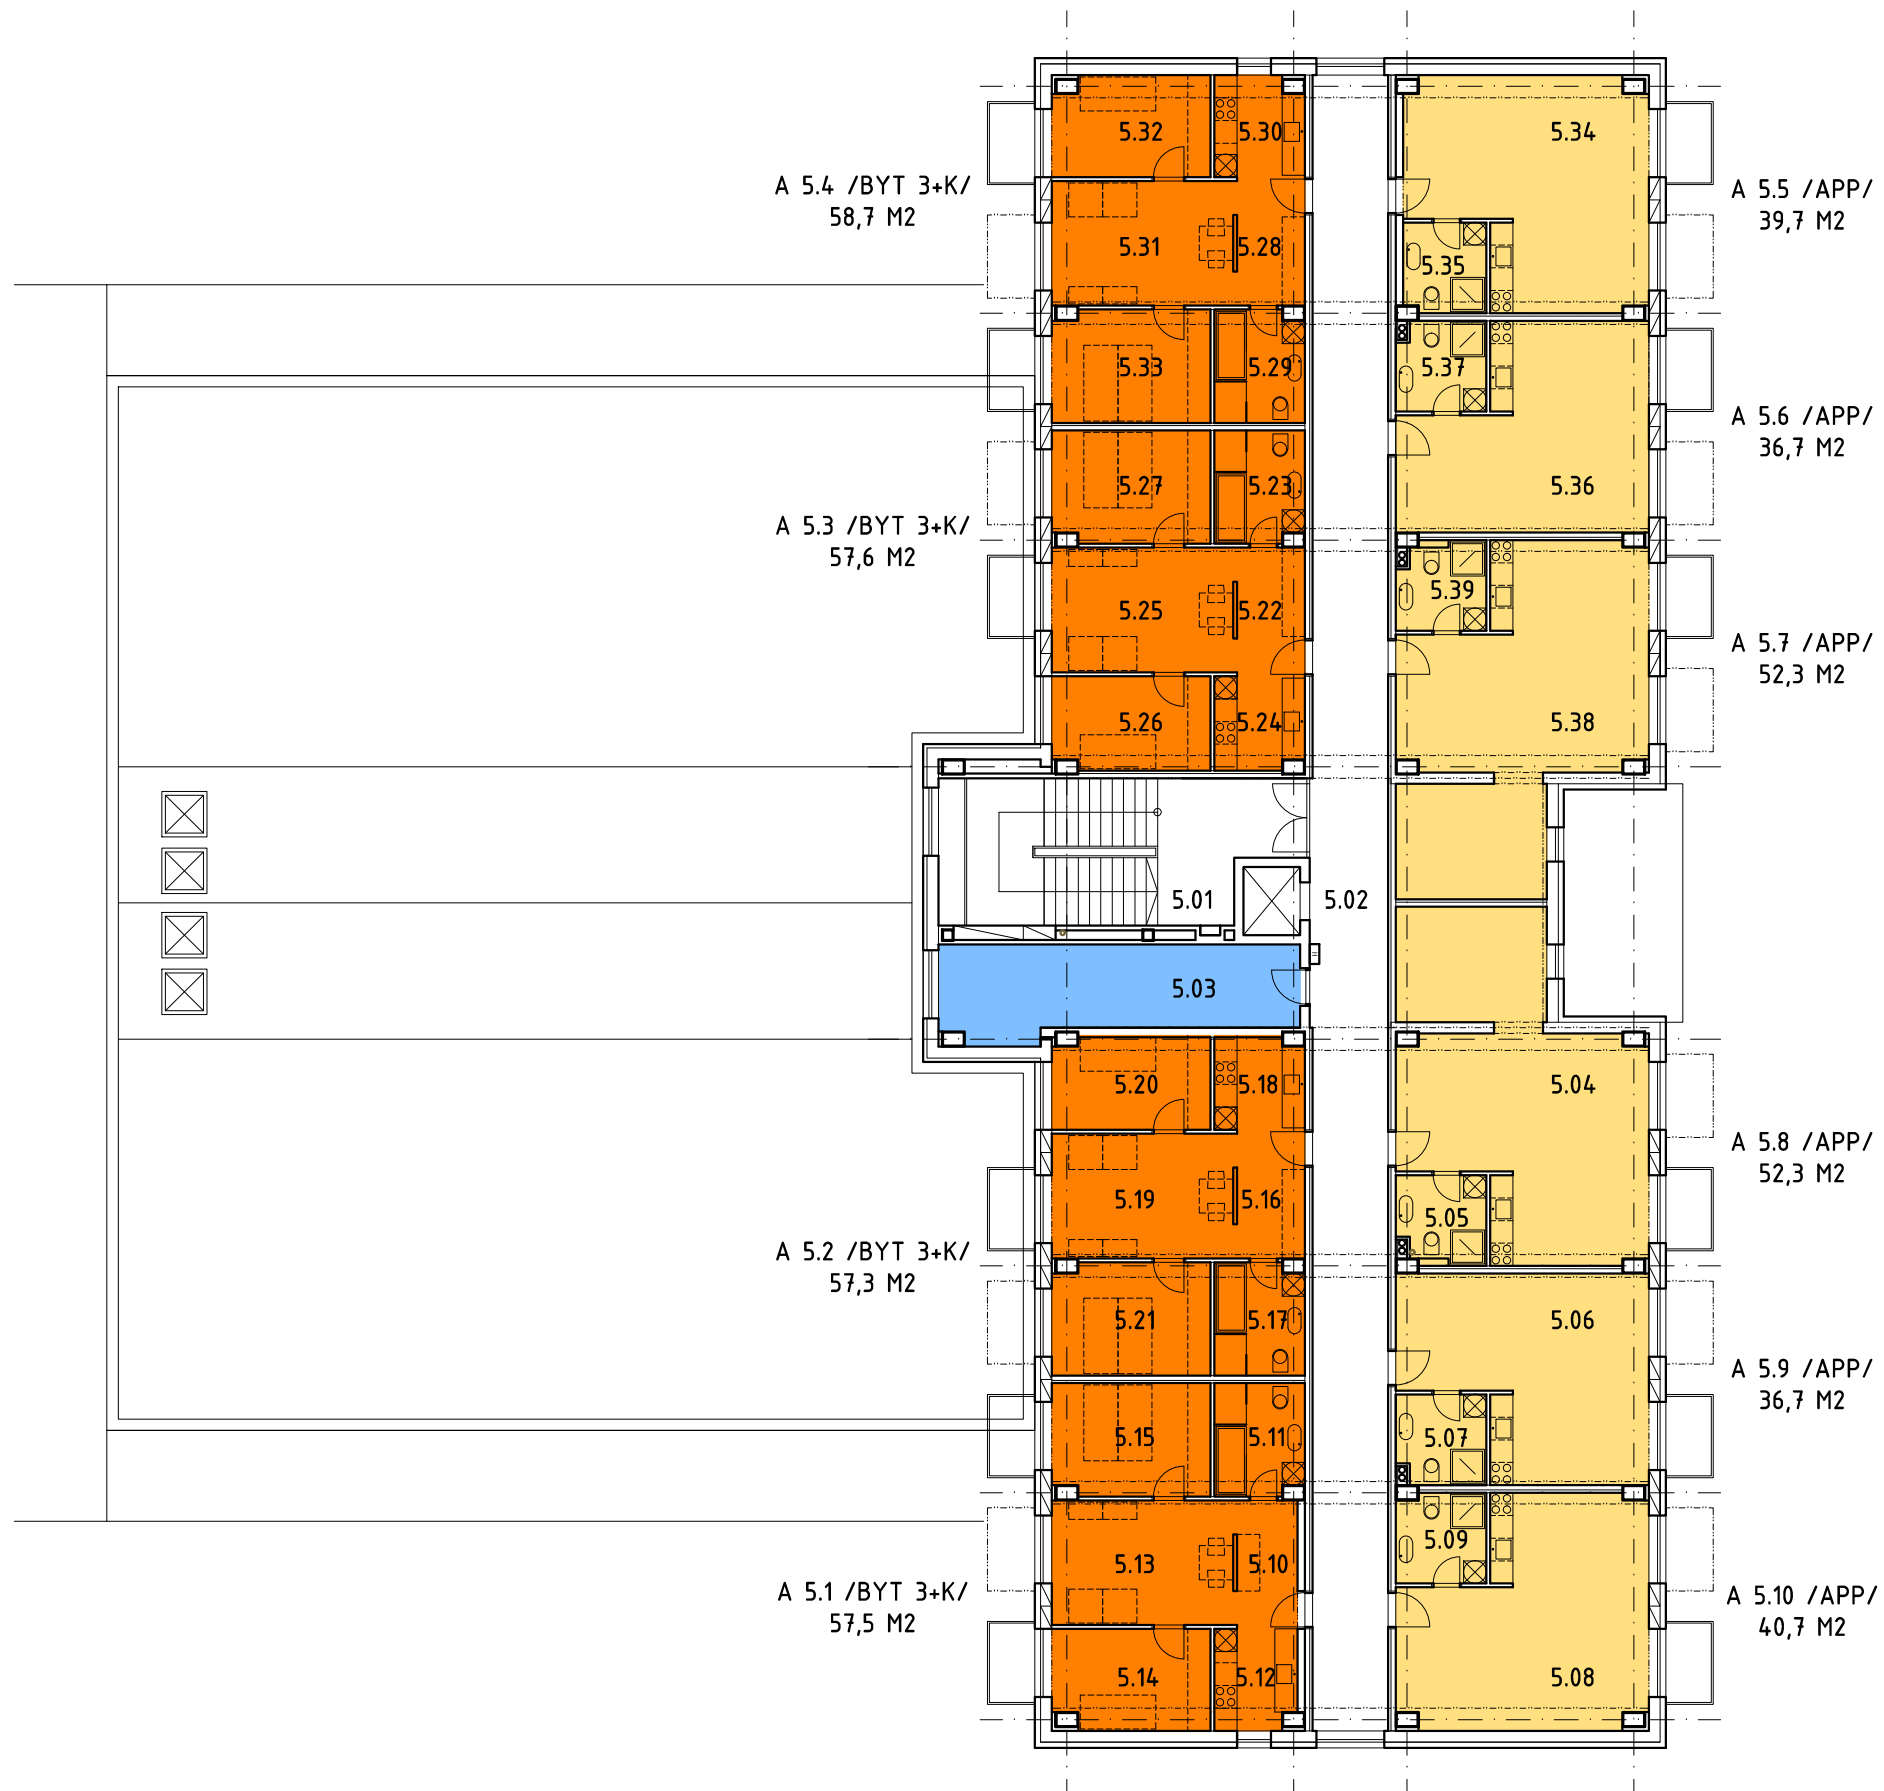 5.32
5.30
5.34
A 5.4 /BYT 3+K/
58,7 M2
A 5.5 /APP/
39,7 M2
5.31
5.28
5.35
5.33
5.29
5.37
A 5.6 /APP/
36,7 M2
5.27
5.23
5.36
A 5.3 /BYT 3+K/
57,6 M2
5.39
5.25
5.22
A 5.7 /APP/
52,3 M2
5.26
5.24
5.38
5.01
5.02
5.03
5.20
5.18
5.04
A 5.8 /APP/
52,3 M2
5.19
5.16
5.05
A 5.2 /BYT 3+K/
57,3 M2
5.21
5.17
5.06
A 5.9 /APP/
36,7 M2
5.15
5.11
5.07
5.09
5.13
5.10
A 5.1 /BYT 3+K/
57,5 M2
A 5.10 /APP/
40,7 M2
5.14
5.12
5.08